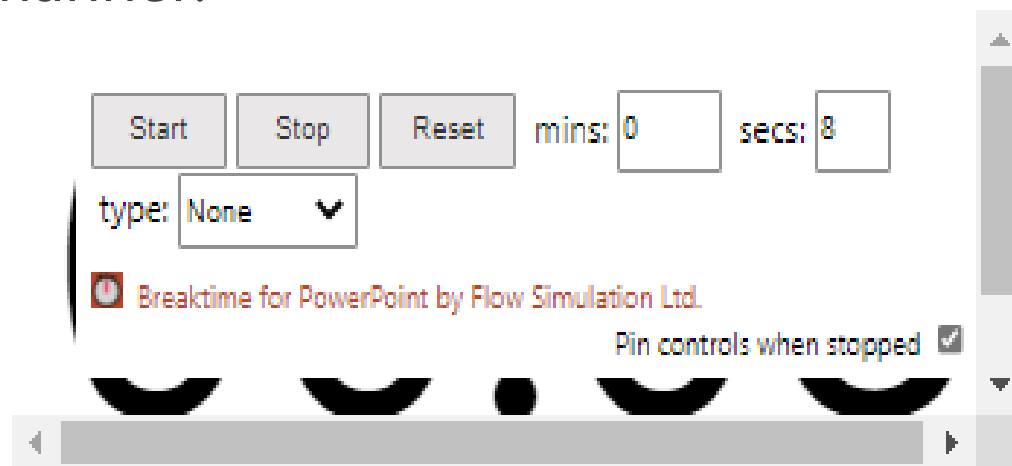 Start Stop Reset mins: 0 secs: 8
type: None
Breaktime for PowerPoint by Flow Simulation Ltd.
Pin controls when stopped